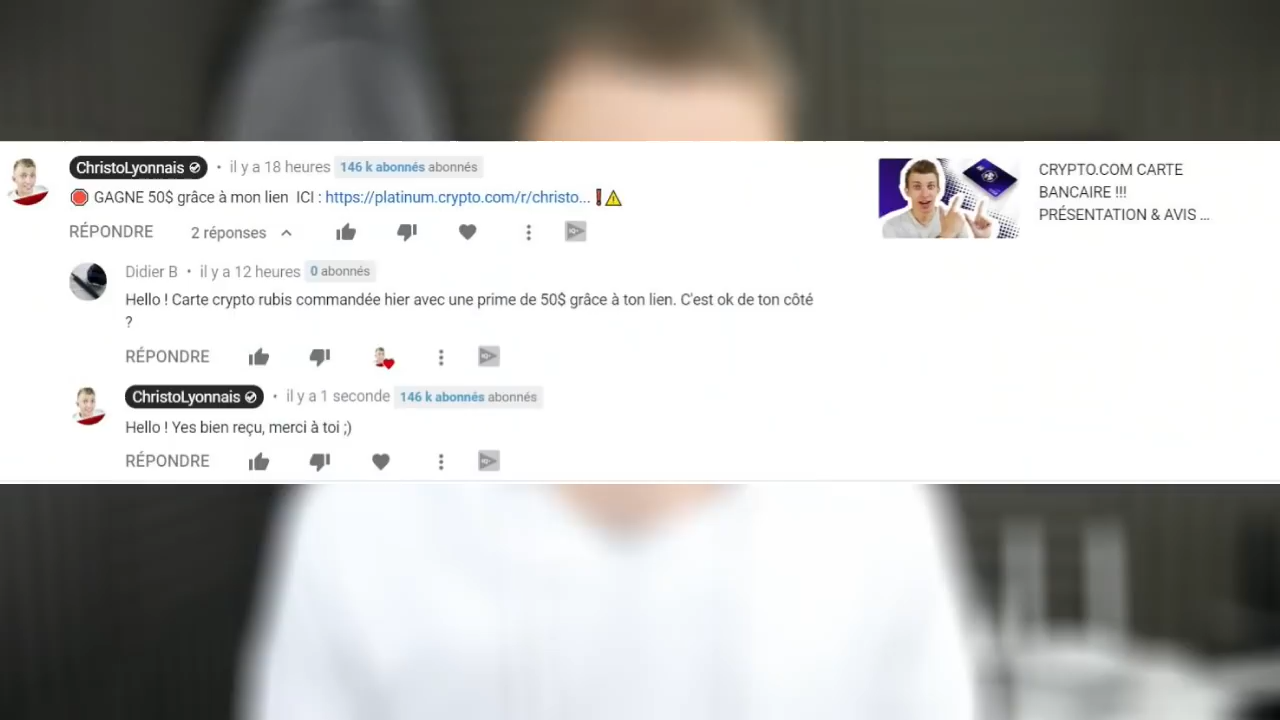 ChristoLyonnais • il y a 18 heures 146 k abonnés abonnés
🛑 GAGNE 50$ grâce à mon lien ICI : https://platinum.crypto.com/r/christo... ❗⚠
RÉPONDRE 2 réponses
Didier B • il y a 12 heures 0 abonnés
Hello ! Carte crypto rubis commandée hier avec une prime de 50$ grâce à ton lien. C'est ok de ton côté
?
RÉPONDRE
ChristoLyonnais • il y a 1 seconde 146 k abonnés abonnés
Hello ! Yes bien reçu, merci à toi ;)
RÉPONDRE
CRYPTO.COM CARTE
BANCAIRE !!!
PRÉSENTATION & AVIS ...